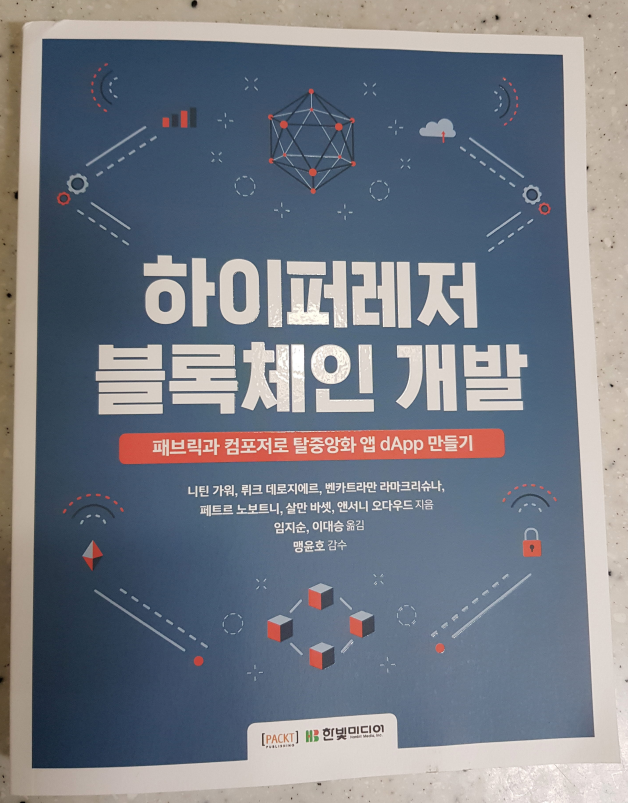 하이퍼레저
블록체인 개발
패브릭과 컴포저로 탈중앙화 앱 dApp 만들기
니틴 가워, 뤼크 데로지에르, 벤카트라만 라마크리슈나,
페트르 노보트니, 살만 바셋, 앤서니 오다우드 지음
임지순, 이대승 옮김
맹윤호 감수
[PACKT] HB 한빛미디어
PUBLISHING Hanbit Media, Inc.